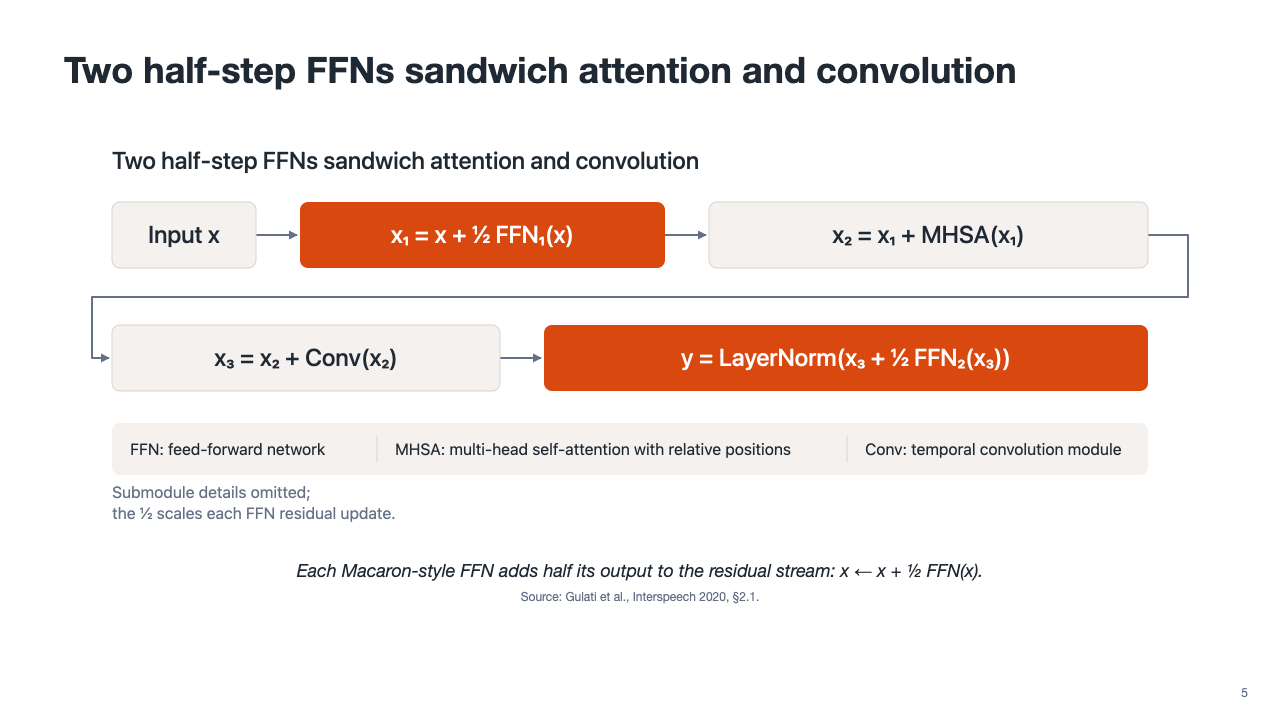 Two half-step FFNs sandwich attention and convolution
Two half-step FFNs sandwich attention and convolution
Input x
x₁ = x + ½ FFN₁(x)
x₂ = x₁ + MHSA(x₁)
x₃ = x₂ + Conv(x₂)
y = LayerNorm(x₃ + ½ FFN₂(x₃))
FFN: feed-forward network
MHSA: multi-head self-attention with relative positions
Conv: temporal convolution module
Submodule details omitted;
the ½ scales each FFN residual update.
Each Macaron-style FFN adds half its output to the residual stream: x ← x + ½ FFN(x).
Source: Gulati et al., Interspeech 2020, §2.1.
5